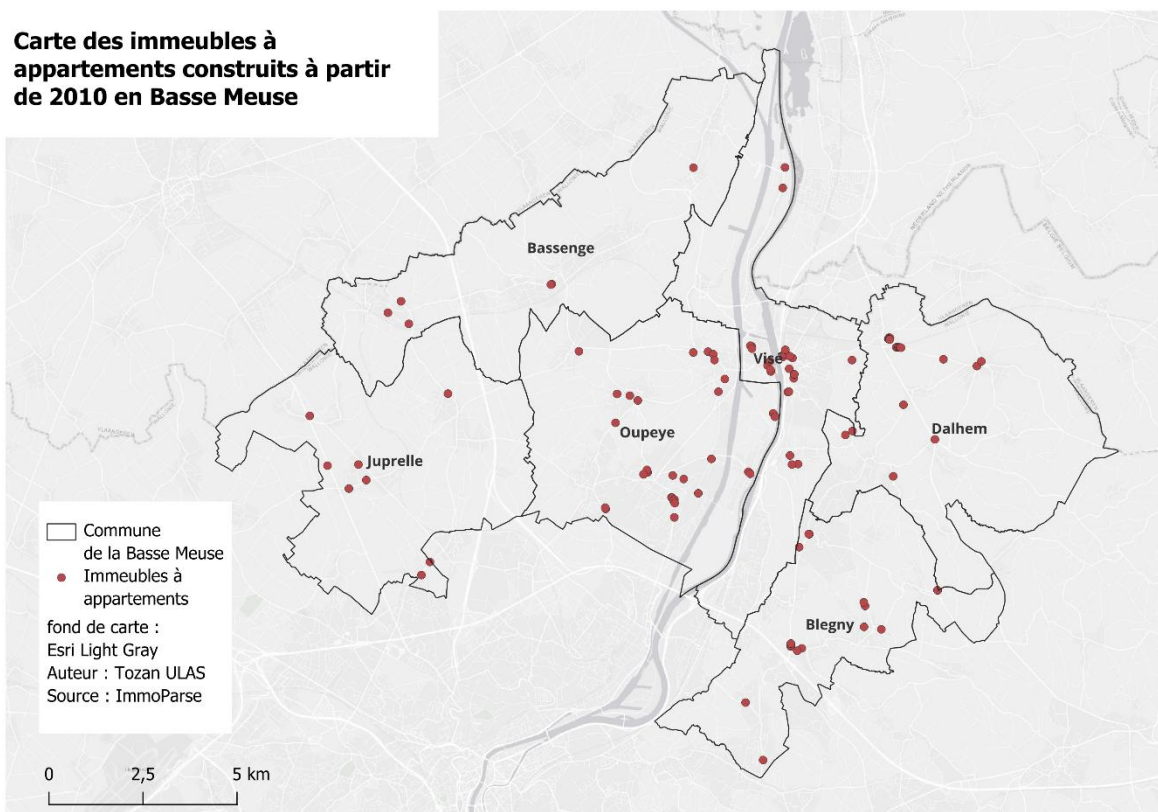 Carte des immeubles à
appartements construits à partir
de 2010 en Basse Meuse
Bassenge
Visé
Oupeye
Dalhem
Juprelle
Blegny
Commune
de la Basse Meuse
Immeubles à
appartements
fond de carte :
Esri Light Gray
Auteur : Tozan ULAS
Source : ImmoParse
0 2,5 5 km